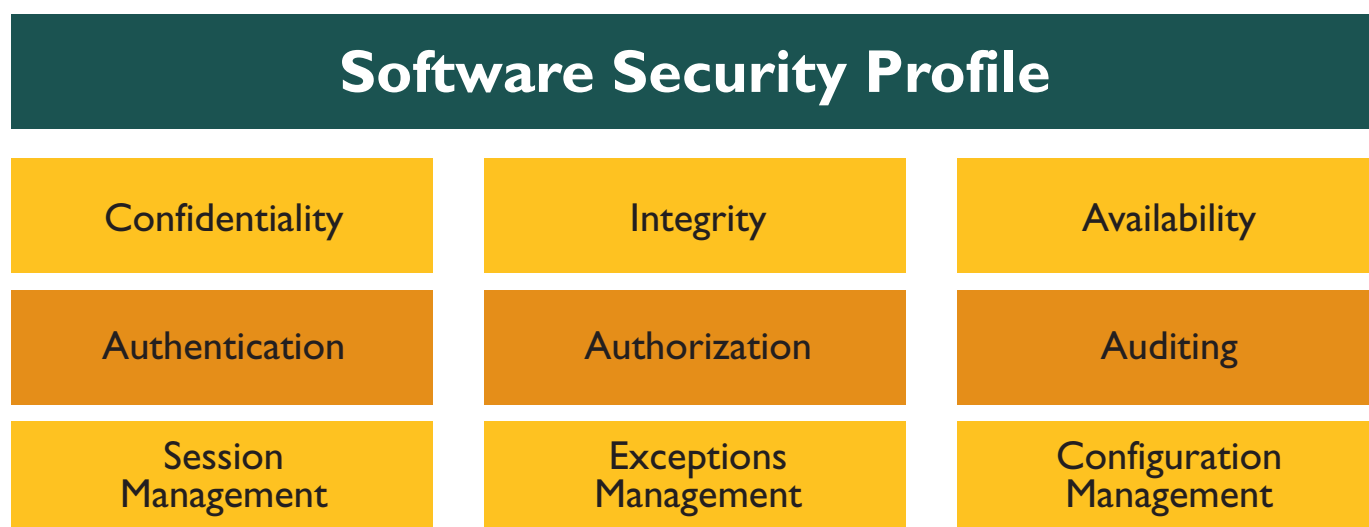 Software Security Profile
Confidentiality
Integrity
Availability
Authentication
Authorization
Auditing
Session
Management
Exceptions
Management
Configuration
Management